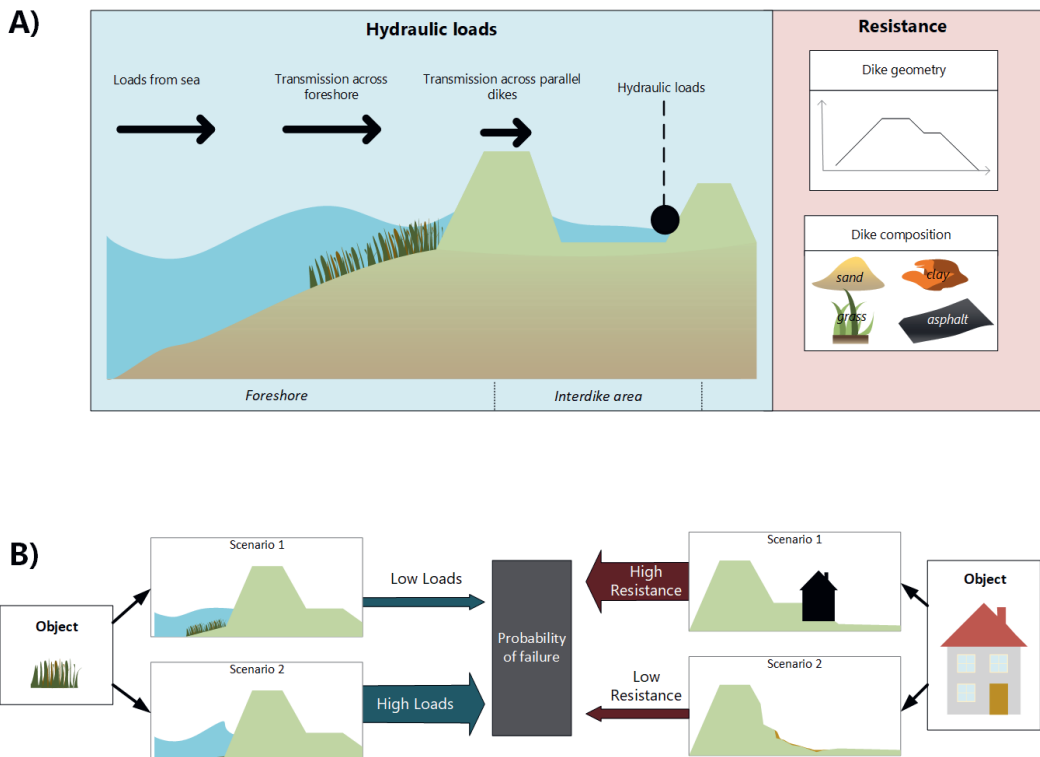 A)
Hydraulic loads
Resistance
Loads from sea
Transmission across
foreshore
Transmission across parallel
dikes
Hydraulic loads
Dike geometry
Dike composition
sand
clay
grass
asphalt
Foreshore
Interdike area
B)
Object
Scenario 1
Low Loads
Scenario 2
High Loads
Probability
of failure
High
Resistance
Scenario 1
Low
Resistance
Scenario 2
Object